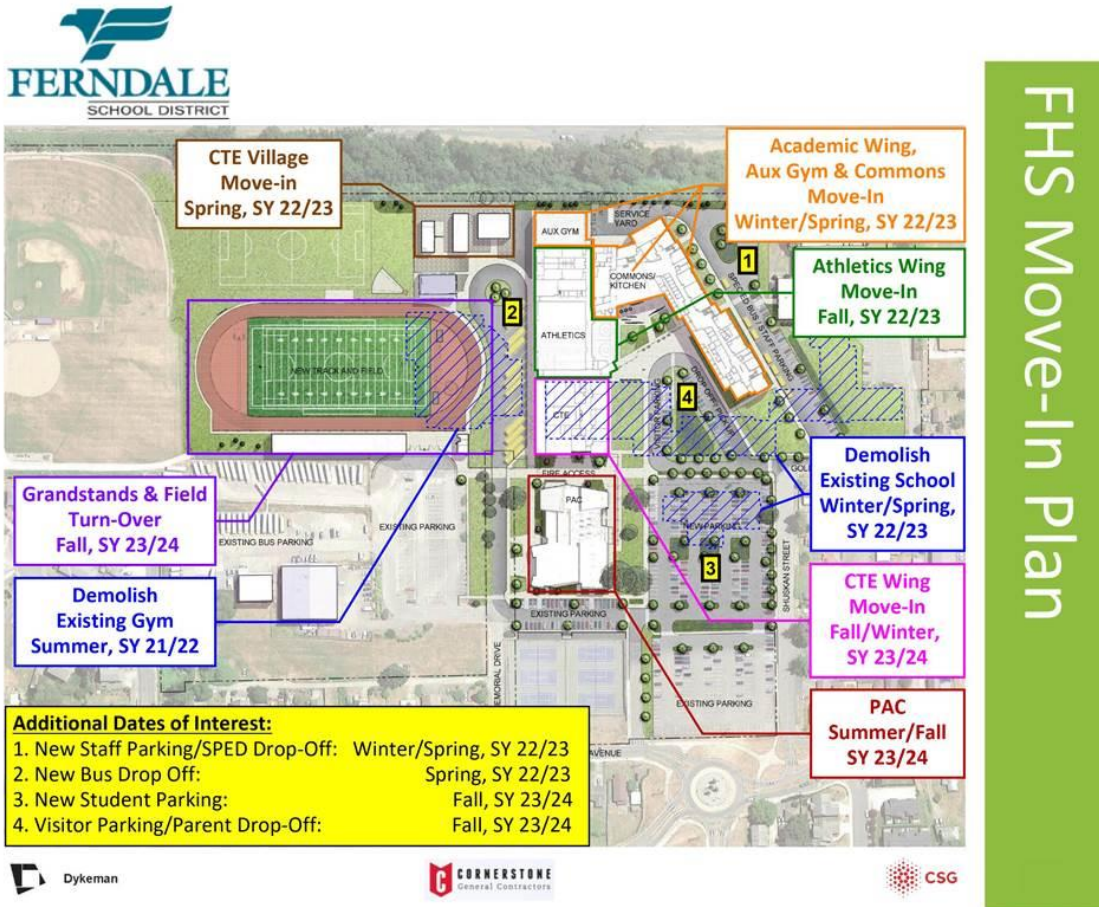 FERNDALE
SCHOOL DISTRICT
FHS Move-In Plan
CTE Village
Move-in
Spring, SY 22/23
Academic Wing,
Aux Gym & Commons
Move-In
Winter/Spring, SY 22/23
Athletics Wing
Move-In
Fall, SY 22/23
SERVICE
YARD
AUX GYM
COMMONS/
KITCHEN
1
2
ATHLETICS
NEW TRACK AND FIELD
4
VISITOR PARKING
CTE
FIRE ACCESS
PAC
Demolish
Existing School
Winter/Spring,
SY 22/23
Grandstands & Field
Turn-Over
Fall, SY 23/24
EXISTING PARKING
EXISTING BUS PARKING
NEW PARKING
3
SHUSKAN STREET
Demolish
Existing Gym
Summer, SY 21/22
EXISTING PARKING
CTE Wing
Move-In
Fall/Winter,
SY 23/24
EXISTING PARKING
PAC
Summer/Fall
SY 23/24
AVENUE
Additional Dates of Interest:
1. New Staff Parking/SPED Drop-Off: Winter/Spring, SY 22/23
2. New Bus Drop Off: Spring, SY 22/23
3. New Student Parking: Fall, SY 23/24
4. Visitor Parking/Parent Drop-Off: Fall, SY 23/24
Dykeman
CORNERSTONE
General Contractors
CSG